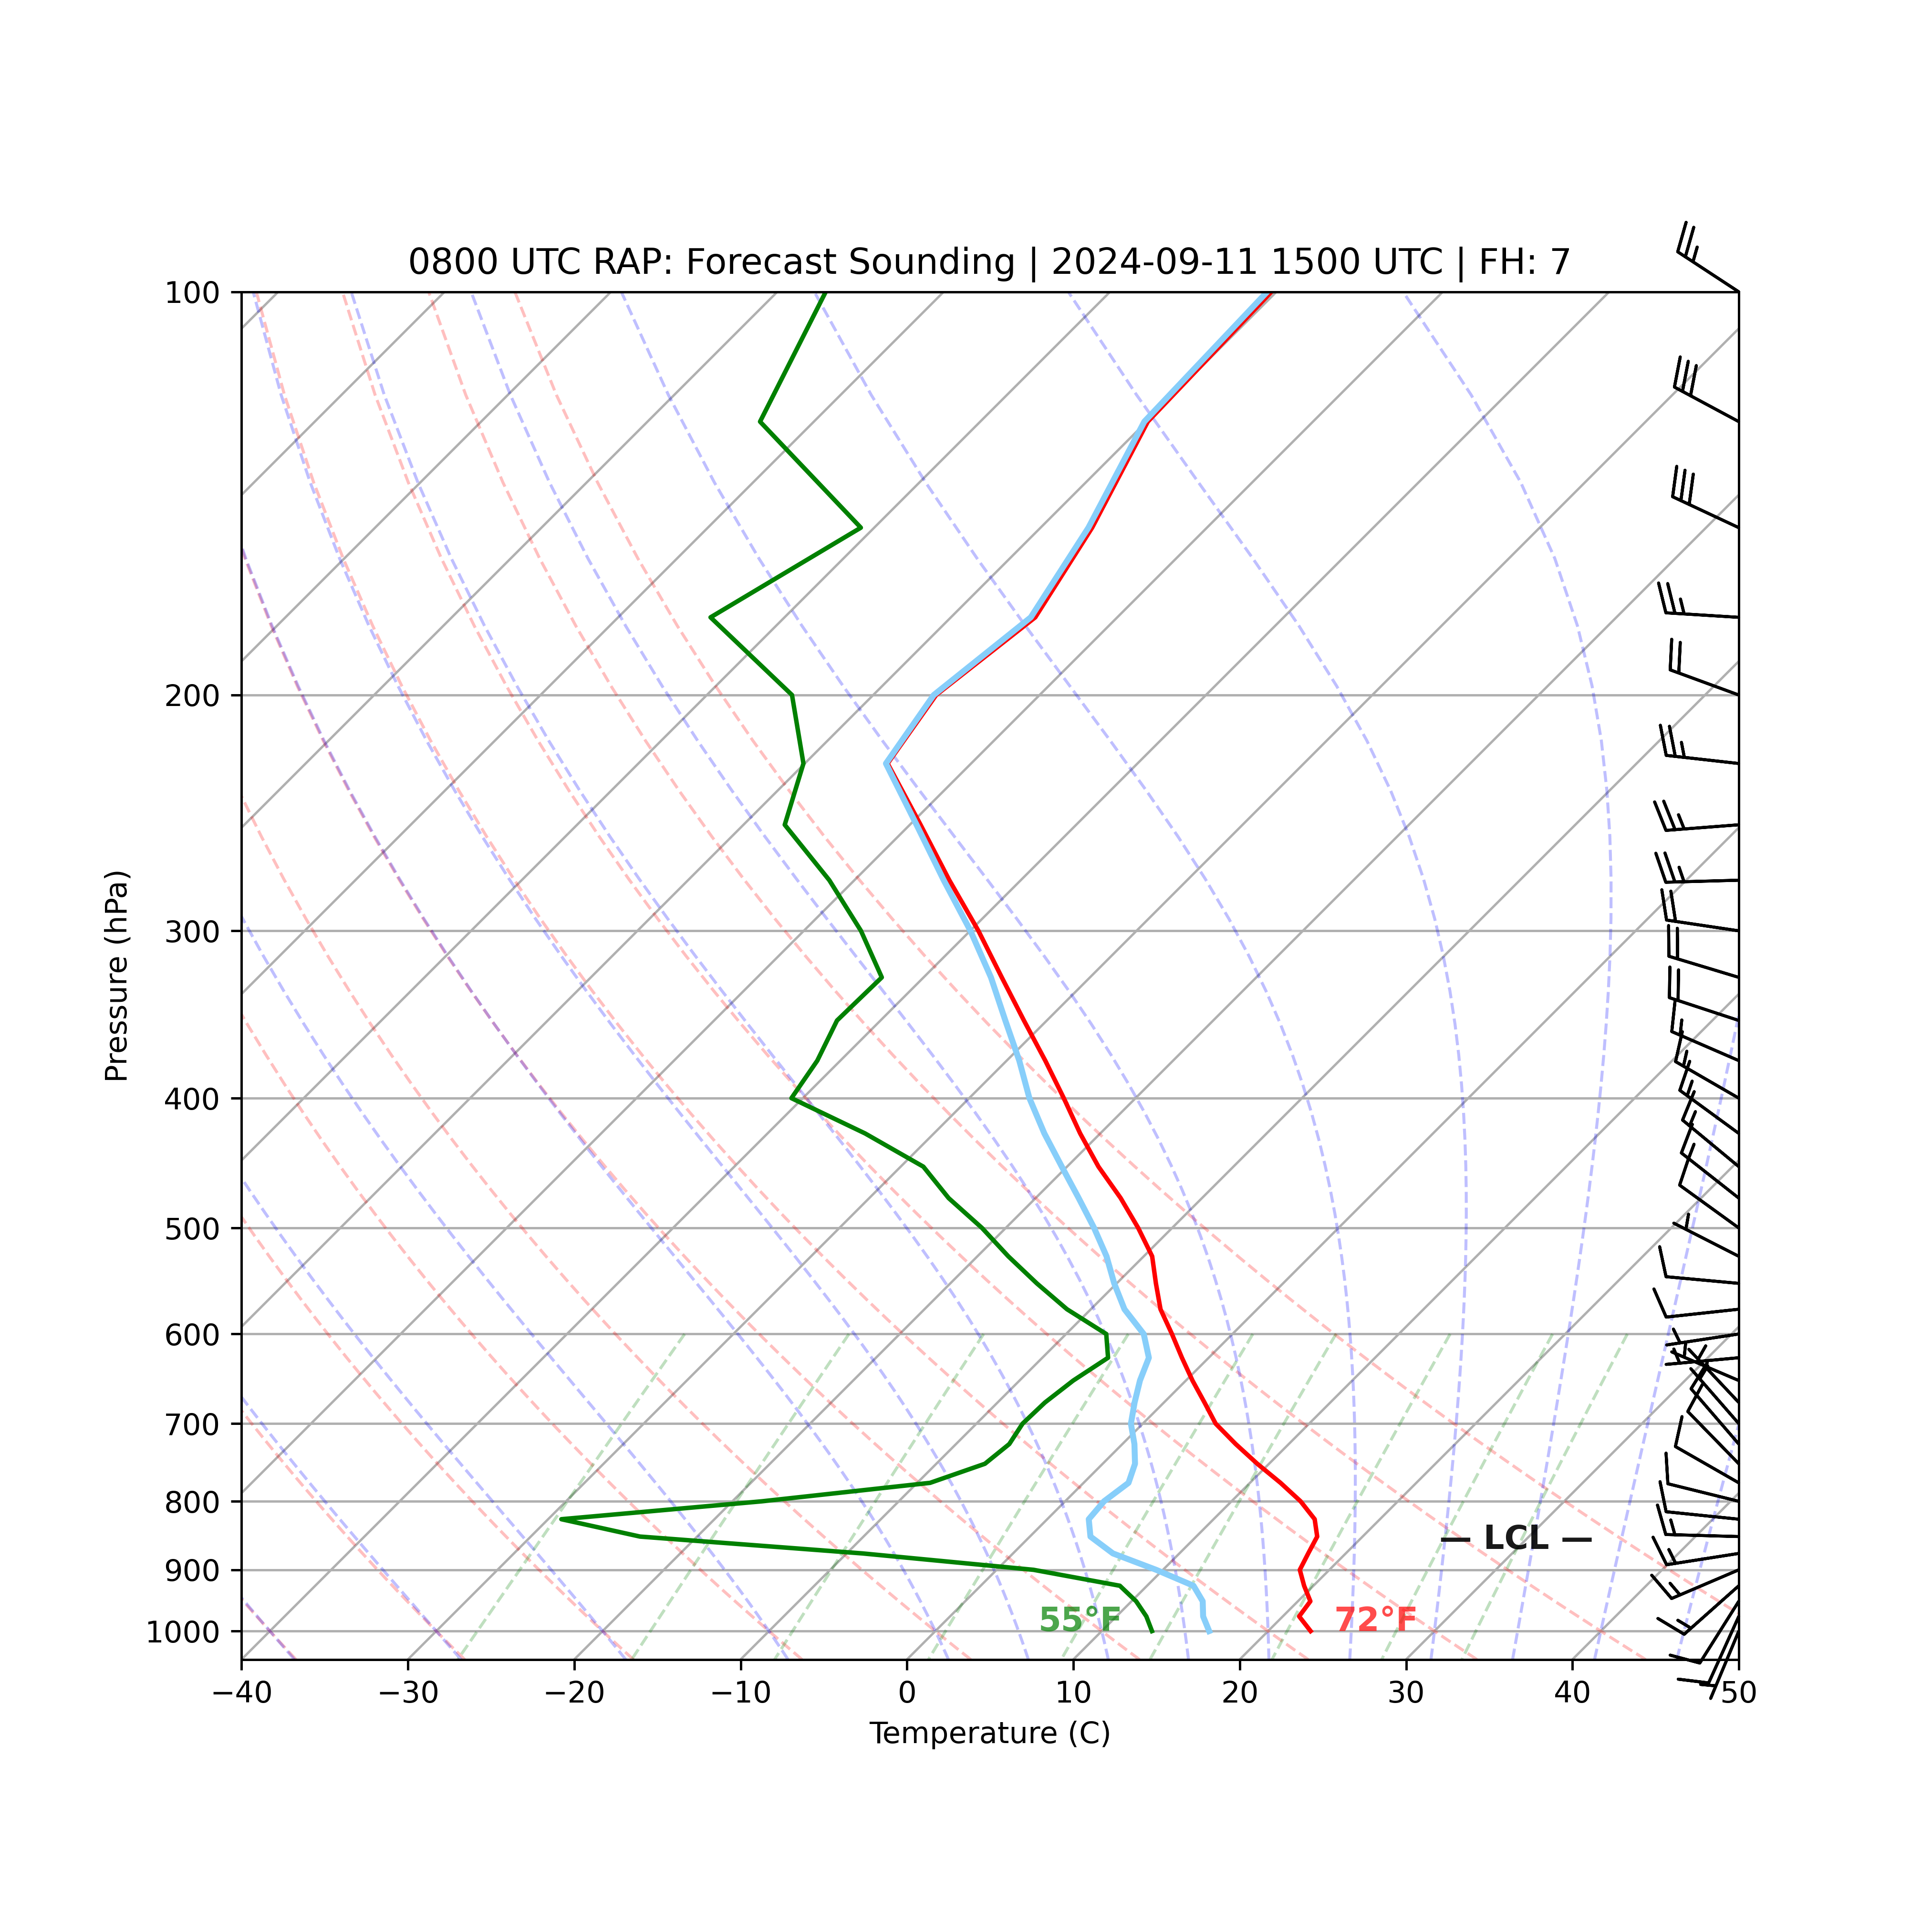 0800 UTC RAP: Forecast Sounding | 2024-09-11 1500 UTC | FH: 7
100
200
300
400
500
600
700
800
900
1000
Pressure (hPa)
— LCL —
55°F
72°F
−40 −30 −20 −10 0 10 20 30 40 50
Temperature (C)